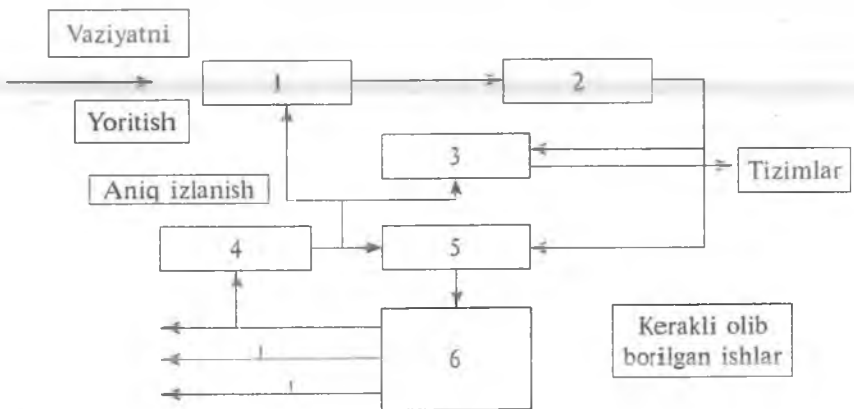 Vaziyatni
1
2
Yoritish
3
Tizimlar
Aniq izlanish
4
5
6
Kerakli olib
borilgan ishlar